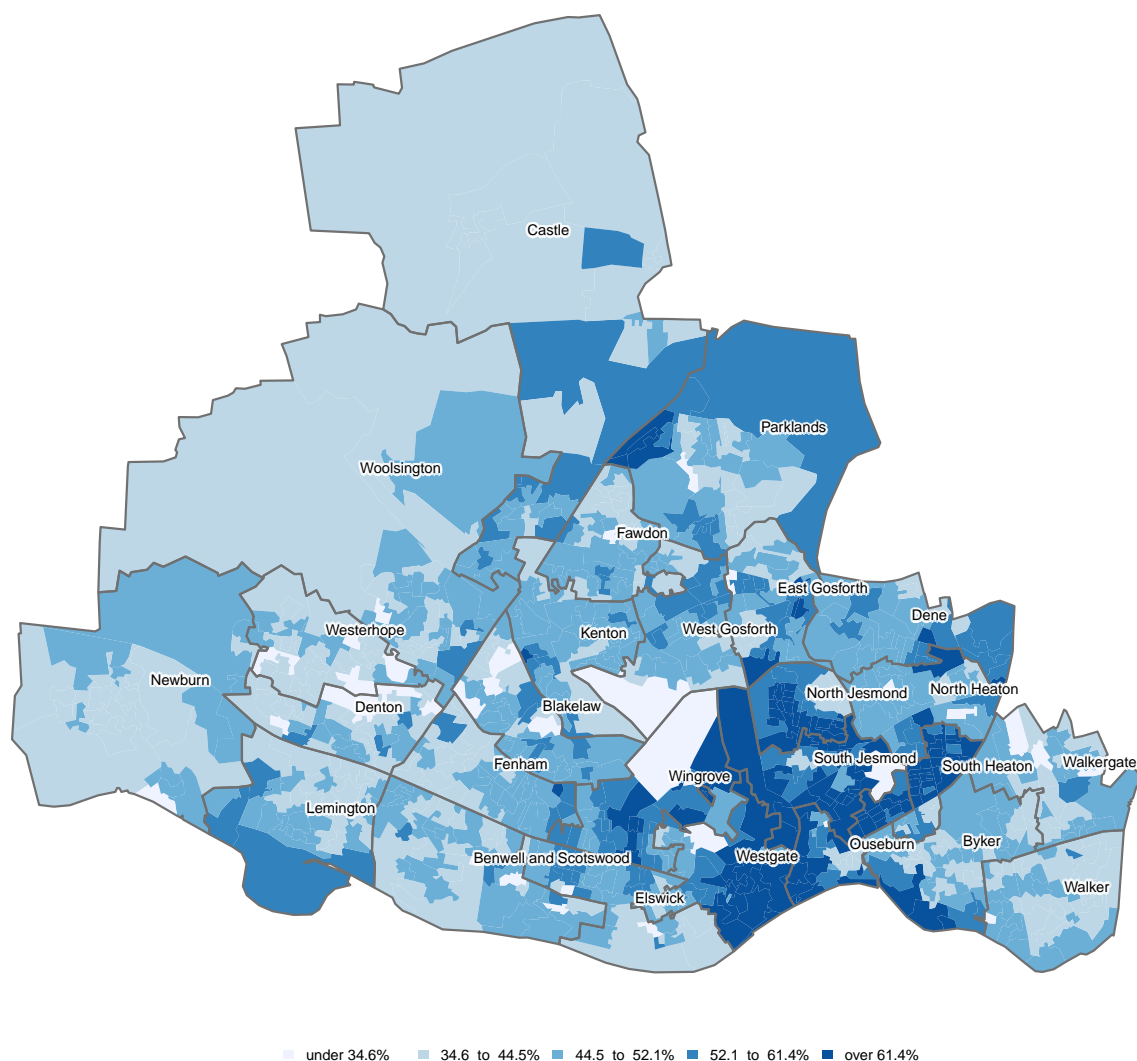 Castle
Parklands
Woolsington
Fawdon
East Gosforth
Dene
Westerhope
Kenton
West Gosforth
Newburn
North Jesmond
North Heaton
Denton
Blakelaw
South Jesmond
Fenham
Wingrove
South Heaton
Walkergate
Lemington
Byker
Ouseburn
Benwell and Scotswood
Westgate
Walker
Elswick
under 34.6% 34.6 to 44.5% 44.5 to 52.1% 52.1 to 61.4% over 61.4%